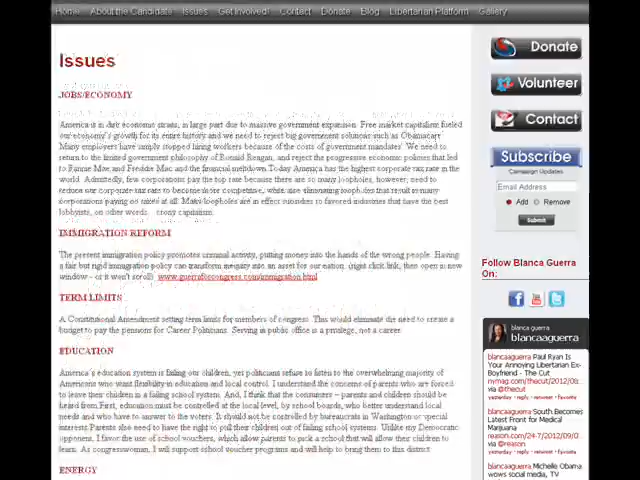 Home About the Candidate Issues Get Involved! Contact Donate Blog Libertarian Platform Gallery
Issues
JOBS/ECONOMY
America is in dire economic straits, in large part due to massive government expansion. Free market capitalism fueled
our economy's growth for its entire history and we need to reject big government solutions such as Obamacare
Many employers have simply stopped hiring workers because of the costs of government mandates! We need to
return to the limited government philosophy of Ronald Reagan, and reject the progressive economic policies that led
to Fannie Mae and Freddie Mac and the financial meltdown.Today America has the highest corporate tax rate in the
world. Admittedly, few corporations pay the top rate because there are so many loopholes, however, need to
reduce our corporate tax rate to become more competitive, while also eliminating loopholes that result in many
corporations paying no taxes at all. Many loopholes are in effect subsidies to favored industries that have the best
lobbyists, on other words... crony capitalism.
IMMIGRATION REFORM
The present immigration policy promotes criminal activity, putting money into the hands of the wrong people. Having
a fair but rigid immigration policy can transform inequity into an asset for our nation. (right click link, then open in new
window - or it won't scroll) www.guerraforcongress.com/immigration.html
TERM LIMITS
A Constitutional Amendment setting term limits for members of congress. This would eliminate the need to create a
budget to pay the pensions for Career Politicians. Serving in public office is a privilege, not a career.
EDUCATION
America's education system is failing our children, yet politicians refuse to listen to the overwhelming majority of
Americans who want flexibility in education and local control. I understand the concerns of parents who are forced
to leave their children in a failing school system. And, I think that the consumers – parents and children should be
heard from First, education must be controlled at the local level, by school boards, who better understand local
needs and who have to answer to the voters. It should not be controlled by bureaucrats in Washington or special
interest.Parents also need to have the right to pull their children out of failing school systems. Unlike my Democratic
opponent, I favor the use of school vouchers, which allow parents to pick a school that will allow their children to
learn. As congresswoman, I will support school voucher programs and will help to bring them to this district.
ENERGY
Donate
Volunteer
Contact
Subscribe
Campaign Updates
Email Address
Add Remove
Submit
Follow Blanca Guerra
On:
blanca guerra
blancaaguerra
blancaaguerra Paul Ryan Is
Your Annoying Libertarian Ex-
Boyfriend - The Cut
nymag.com/thecut/2012/08...
via @thecut
yesterday · reply · retweet · favorite
blancaaguerra South Becomes
Latest Front for Medical
Marijuana
reason.com/24-7/2012/09/0...
via @reason
yesterday · reply · retweet · favorite
blancaaguerra Michelle Obama
wows social media, TV